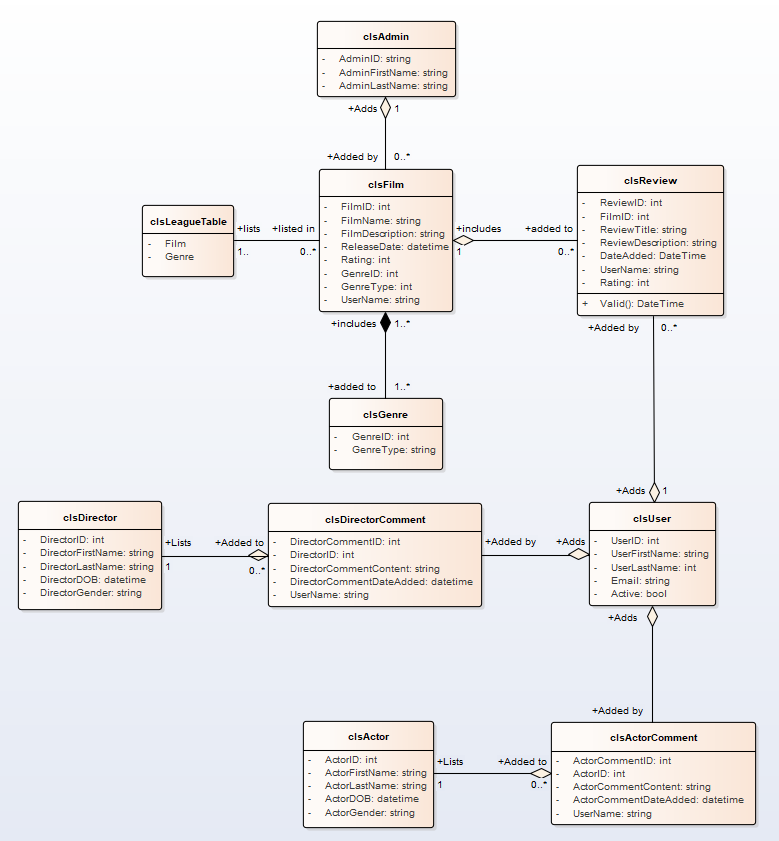 clsAdmin
- AdminID: string
- AdminFirstName: string
- AdminLastName: string
+Adds 1
+Added by 0..*
clsFilm
- FilmID: int
- FilmName: string
- FilmDescription: string
- ReleaseDate: datetime
- Rating: int
- GenreID: int
- GenreType: int
- UserName: string
clsLeagueTable
- Film
- Genre
+lists +listed in
1.. 0..*
clsReview
- ReviewID: int
- FilmID: int
- ReviewTitle: string
- ReviewDescription: string
- DateAdded: DateTime
- UserName: string
- Rating: int
+ Valid(): DateTime
+includes +added to
1 0..*
+includes 1..*
+added to 1..*
clsGenre
- GenreID: int
- GenreType: string
+Added by 0..*
+Adds 1
clsDirector
- DirectorID: int
- DirectorFirstName: string
- DirectorLastName: string
- DirectorDOB: datetime
- DirectorGender: string
+Lists +Added to
1 0..*
clsDirectorComment
- DirectorCommentID: int
- DirectorID: int
- DirectorCommentContent: string
- DirectorCommentDateAdded: datetime
- UserName: string
+Added by +Adds
clsUser
- UserID: int
- UserFirstName: string
- UserLastName: int
- Email: string
- Active: bool
+Adds
+Added by
clsActor
- ActorID: int
- ActorFirstName: string
- ActorLastName: string
- ActorDOB: datetime
- ActorGender: string
+Lists +Added to
1 0..*
clsActorComment
- ActorCommentID: int
- ActorID: int
- ActorCommentContent: string
- ActorCommentDateAdded: datetime
- UserName: string